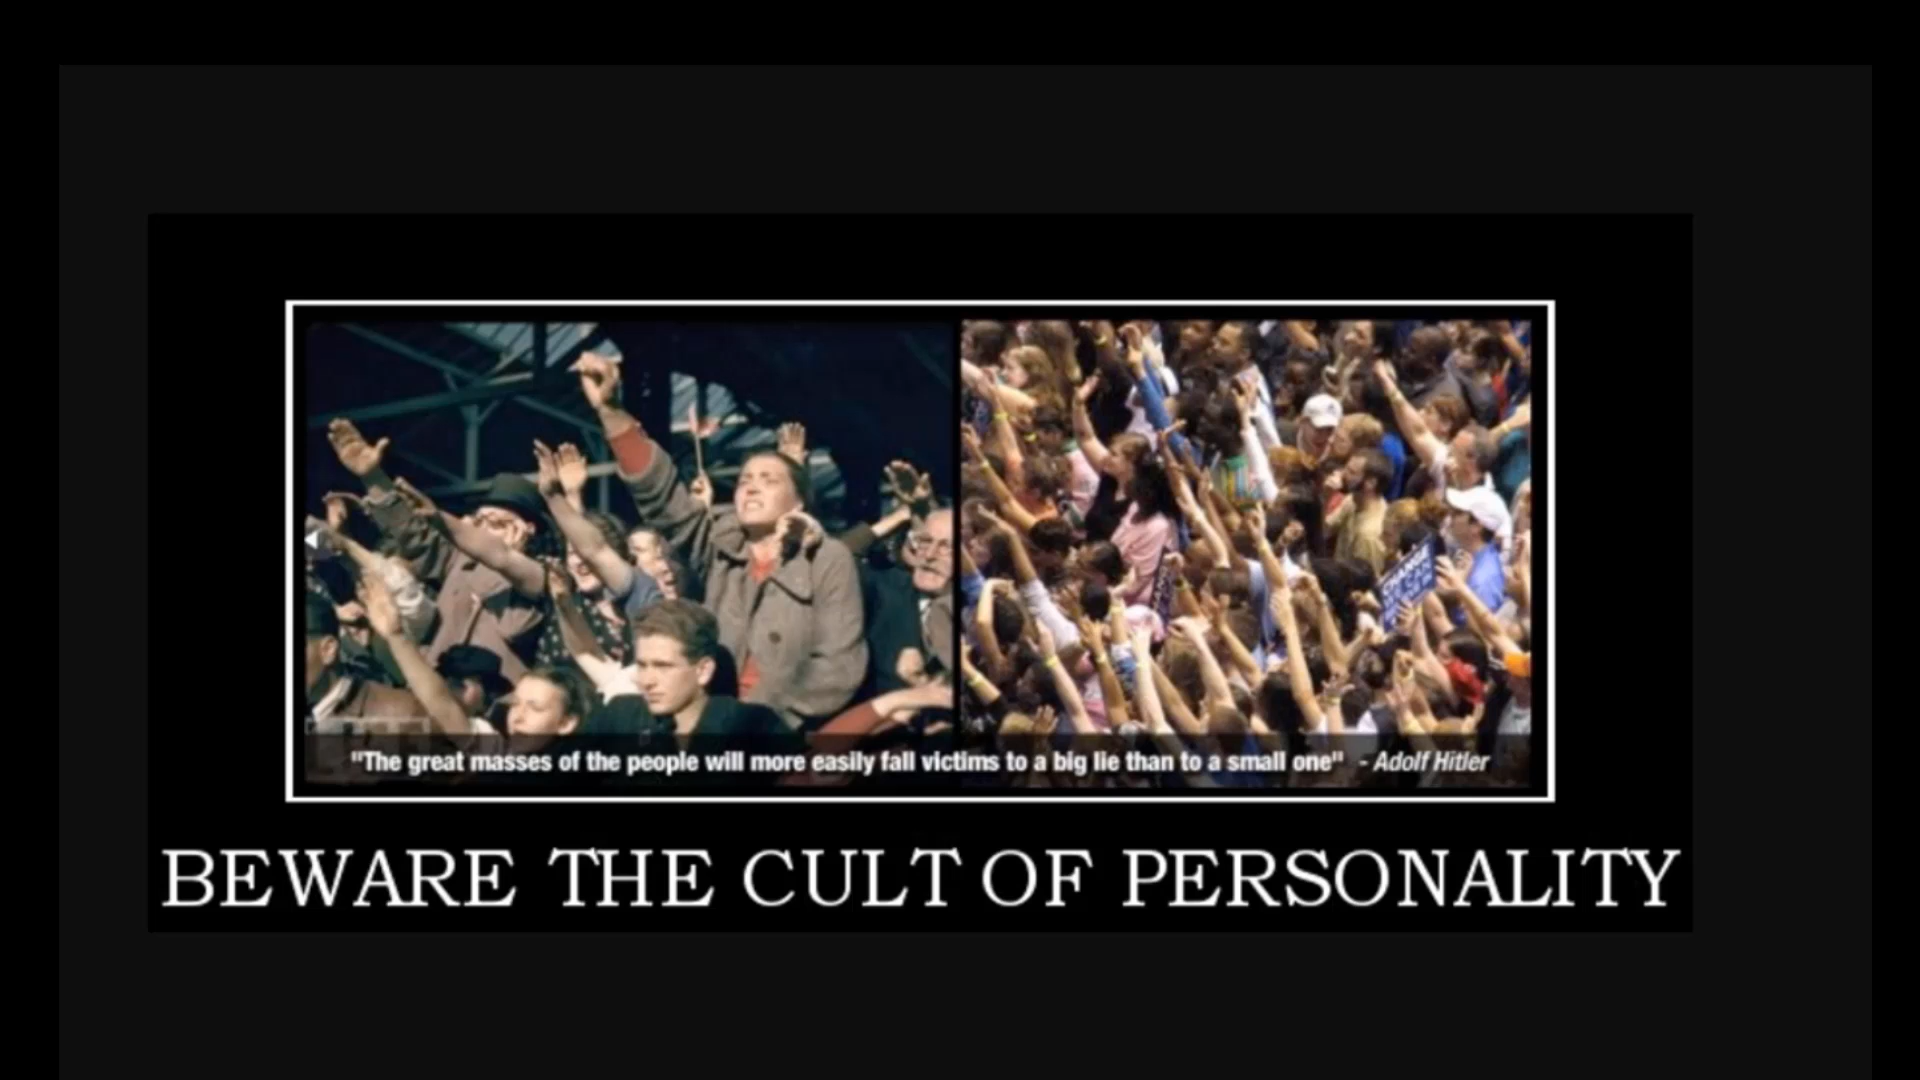 CHANGE
"The great masses of the people will more easily fall victims to a big lie than to a small one" - Adolf Hitler
BEWARE THE CULT OF PERSONALITY